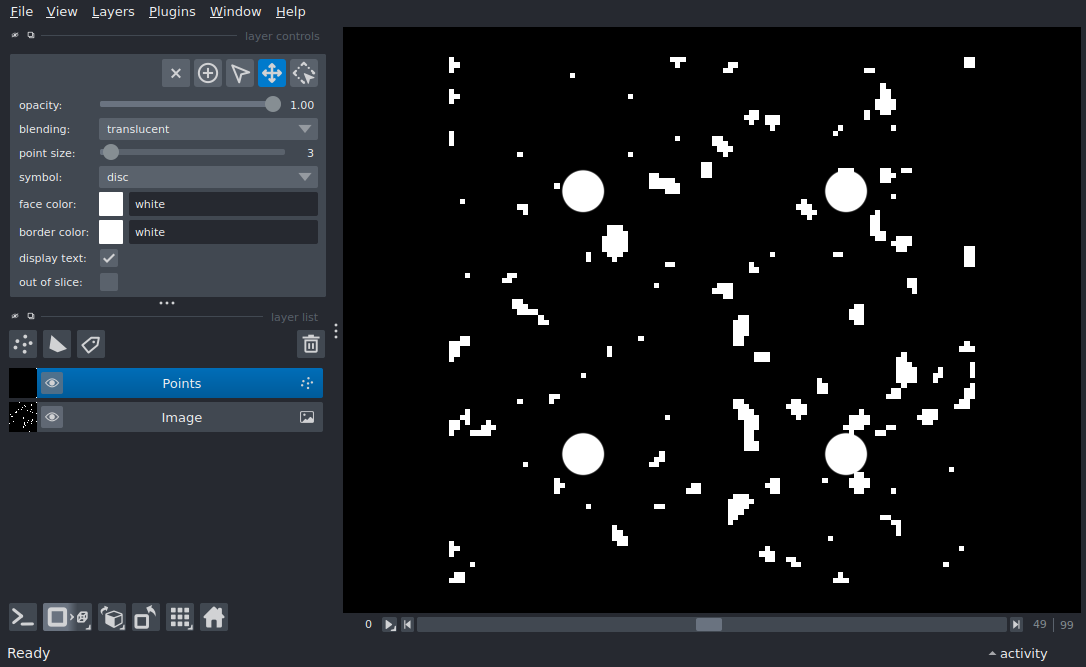 File View Layers Plugins Window Help
layer controls
opacity: 1.00
blending: translucent
point size: 3
symbol: disc
face color: white
border color: white
display text:
out of slice:
layer list
Points
Image
0 49 99
Ready activity